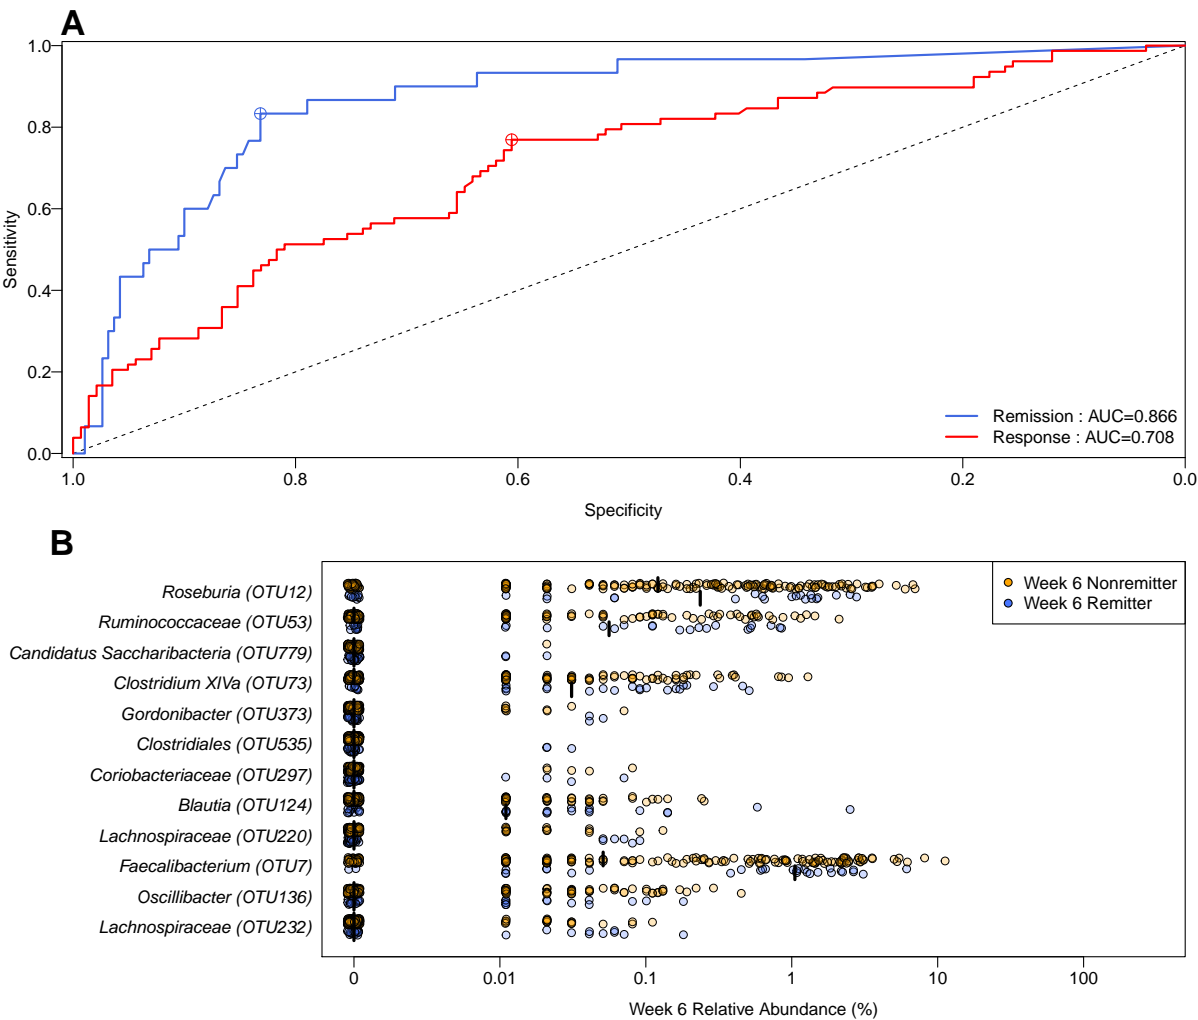 A
1.0
0.8
0.6
0.4
0.2
0.0
Sensitivity
Remission : AUC=0.866
Response : AUC=0.708
1.0 0.8 0.6 0.4 0.2 0.0
Specificity
B
Roseburia (OTU12)
Ruminococcaceae (OTU53)
Candidatus Saccharibacteria (OTU779)
Clostridium XIVa (OTU73)
Gordonibacter (OTU373)
Clostridiales (OTU535)
Coriobacteriaceae (OTU297)
Blautia (OTU124)
Lachnospiraceae (OTU220)
Faecalibacterium (OTU7)
Oscillibacter (OTU136)
Lachnospiraceae (OTU232)
Week 6 Nonremitter
Week 6 Remitter
0 0.01 0.1 1 10 100
Week 6 Relative Abundance (%)